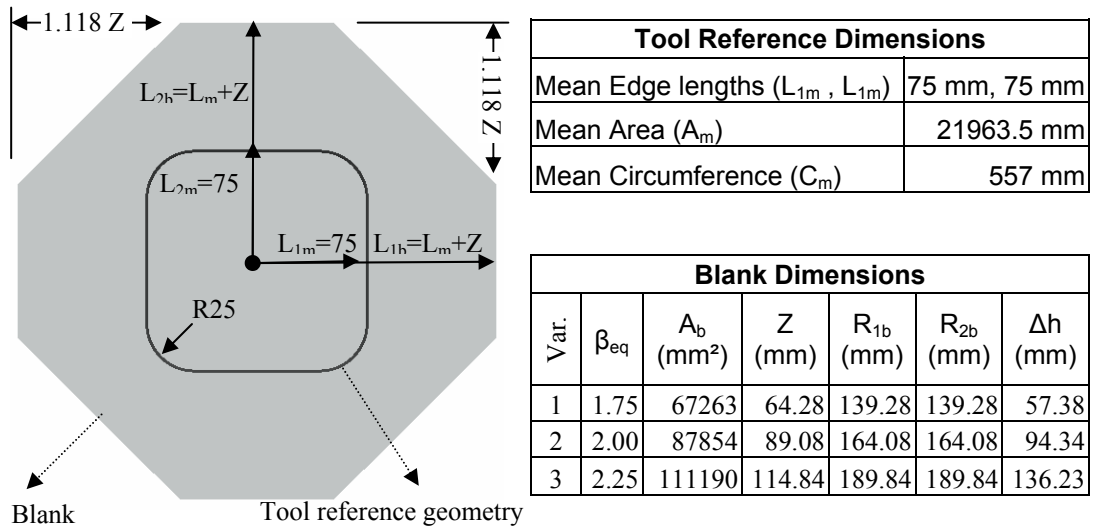 1.118 Z
1.118 Z
L2b=Lm+Z
L2m=75
L1m=75 L1b=Lm+Z
R25
Blank
Tool reference geometry
Tool Reference Dimensions
Mean Edge lengths (L1m , L1m) 75 mm, 75 mm
Mean Area (Am) 21963.5 mm
Mean Circumference (Cm) 557 mm
Blank Dimensions
Var. βeq Ab (mm²) Z (mm) R1b (mm) R2b (mm) Δh (mm)
1 1.75 67263 64.28 139.28 139.28 57.38
2 2.00 87854 89.08 164.08 164.08 94.34
3 2.25 111190 114.84 189.84 189.84 136.23